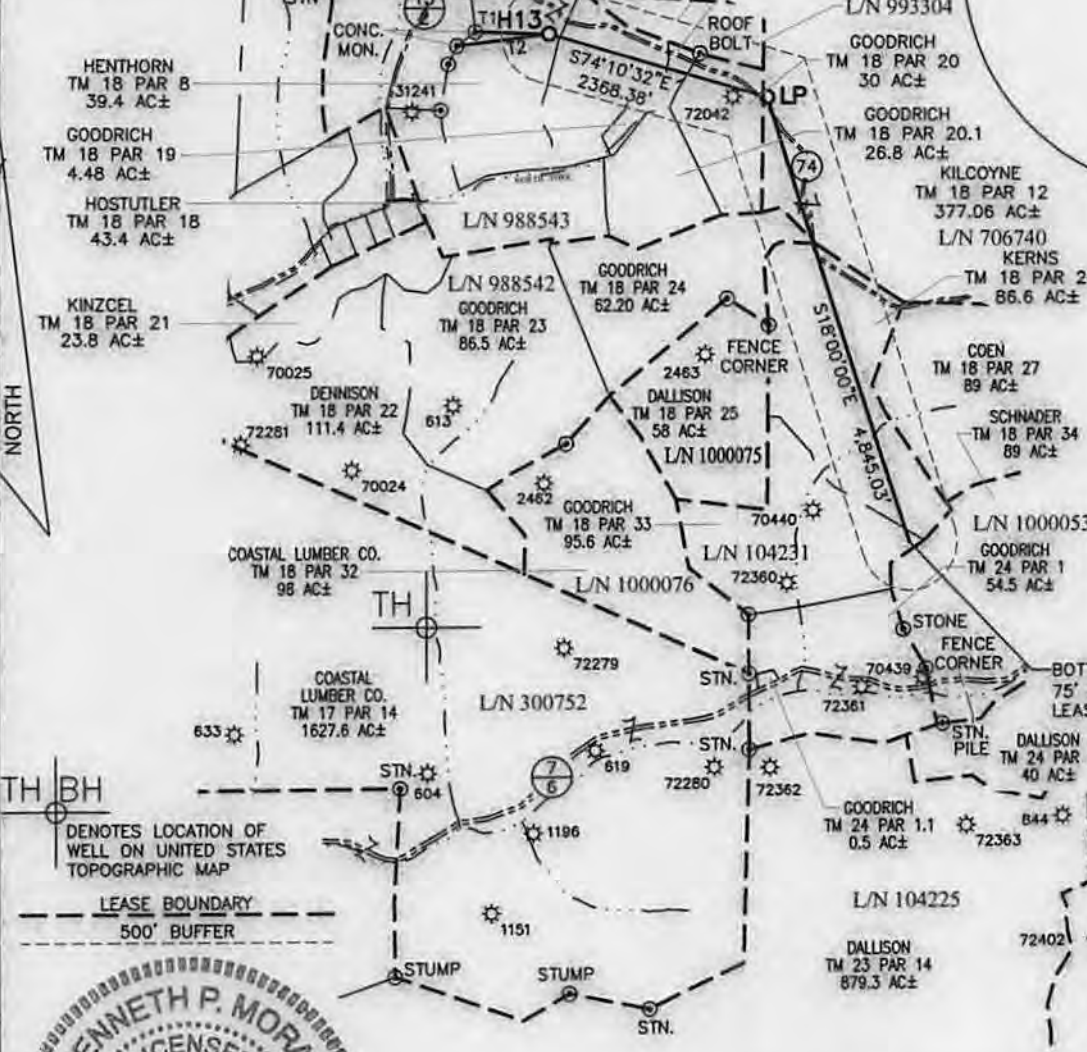 L/N 993304
T1
H13
T2
CONC.
MON.
ROOF
BOLT
S74°10'32"E
2368.38'
LP
72042
31241
74
HENTHORN
TM 18 PAR 8
39.4 AC±
GOODRICH
TM 18 PAR 19
4.48 AC±
HOSTUTLER
TM 18 PAR 18
43.4 AC±
KINZCEL
TM 18 PAR 21
23.8 AC±
GOODRICH
TM 18 PAR 20
30 AC±
GOODRICH
TM 18 PAR 20.1
26.8 AC±
KILCOYNE
TM 18 PAR 12
377.06 AC±
L/N 706740
KERNS
TM 18 PAR 2
86.6 AC±
L/N 988543
L/N 988542
GOODRICH
TM 18 PAR 23
86.5 AC±
GOODRICH
TM 18 PAR 24
62.20 AC±
S18°00'00"E 4,845.03'
FENCE
CORNER
2463
70025
DENNISON
TM 18 PAR 22
111.4 AC±
613
DALLISON
TM 18 PAR 25
58 AC±
L/N 1000075
COEN
TM 18 PAR 27
89 AC±
SCHNADER
TM 18 PAR 34
89 AC±
NORTH
72281
70024
2462
GOODRICH
TM 18 PAR 33
95.6 AC±
70440
L/N 1000053
L/N 104231
GOODRICH
TM 24 PAR 1
54.5 AC±
COASTAL LUMBER CO.
TM 18 PAR 32
98 AC±
L/N 1000076
72360
TH
STONE
FENCE
CORNER
72279
70439
STN.
72361
BOT
75'
LEAS
COASTAL
LUMBER CO.
TM 17 PAR 14
1627.6 AC±
L/N 300752
633
STN.
PILE
STN.
DALLISON
TM 24 PAR
40 AC±
619
7
6
72280
72362
STN.
604
TH
BH
GOODRICH
TM 24 PAR 1.1
0.5 AC±
72363
844
DENOTES LOCATION OF
WELL ON UNITED STATES
TOPOGRAPHIC MAP
1196
LEASE BOUNDARY
500' BUFFER
1151
L/N 104225
72402
DALLISON
TM 23 PAR 14
879.3 AC±
STUMP
STUMP
STN.
ENNETH P. MORA
ICENSE